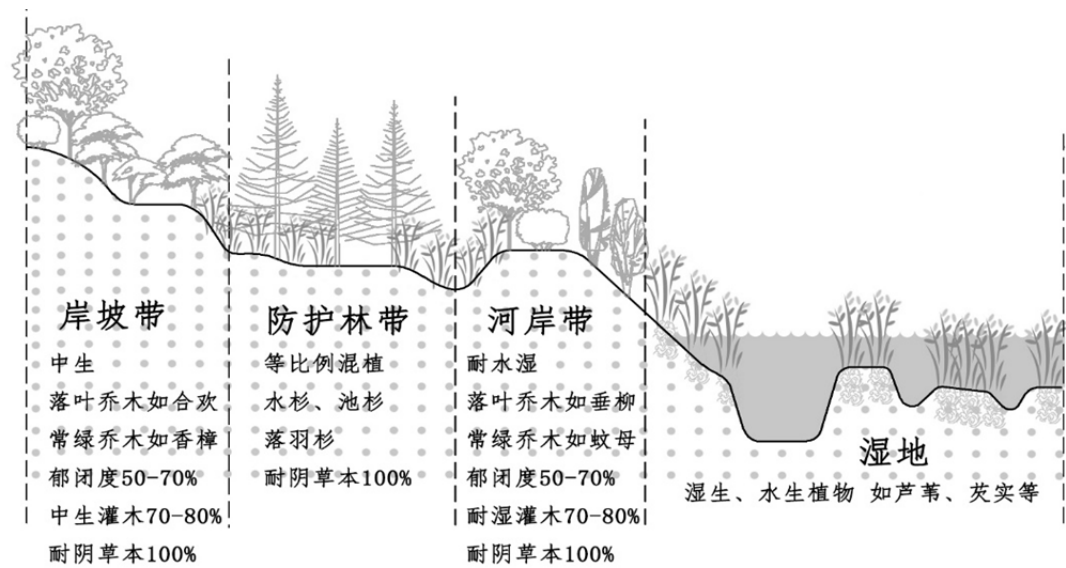 岸坡带
中生
落叶乔木如合欢
常绿乔木如香樟
郁闭度50-70%
中生灌木70-80%
耐阴草本100%
防护林带
等比例混植
水杉、池杉
落羽杉
耐阴草本100%
河岸带
耐水湿
落叶乔木如垂柳
常绿乔木如蚊母
郁闭度50-70%
耐湿灌木70-80%
耐阴草本100%
湿地
湿生、水生植物 如芦苇、芡实等